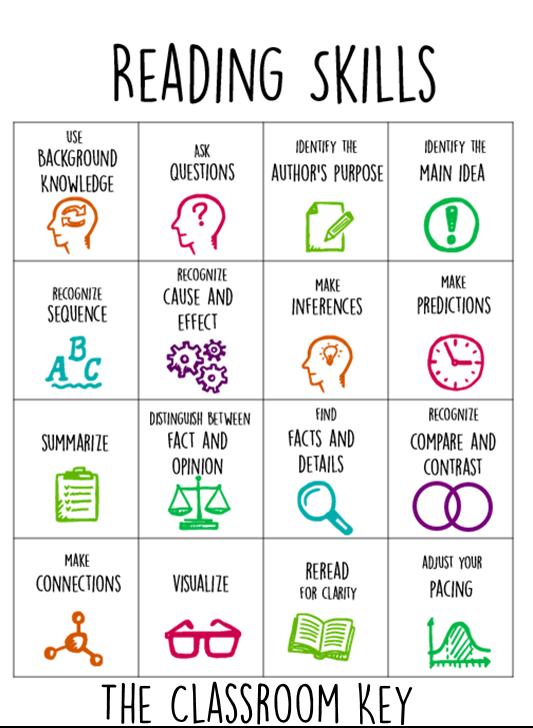 READING SKILLS
USE
BACKGROUND
KNOWLEDGE
ASK
QUESTIONS
IDENTIFY THE
AUTHOR'S PURPOSE
IDENTIFY THE
MAIN IDEA
?
!
RECOGNIZE
SEQUENCE
A B C
RECOGNIZE
CAUSE AND
EFFECT
MAKE
INFERENCES
MAKE
PREDICTIONS
SUMMARIZE
DISTINGUISH BETWEEN
FACT AND
OPINION
FIND
FACTS AND
DETAILS
RECOGNIZE
COMPARE AND
CONTRAST
MAKE
CONNECTIONS
VISUALIZE
REREAD
FOR CLARITY
ADJUST YOUR
PACING
THE CLASSROOM KEY